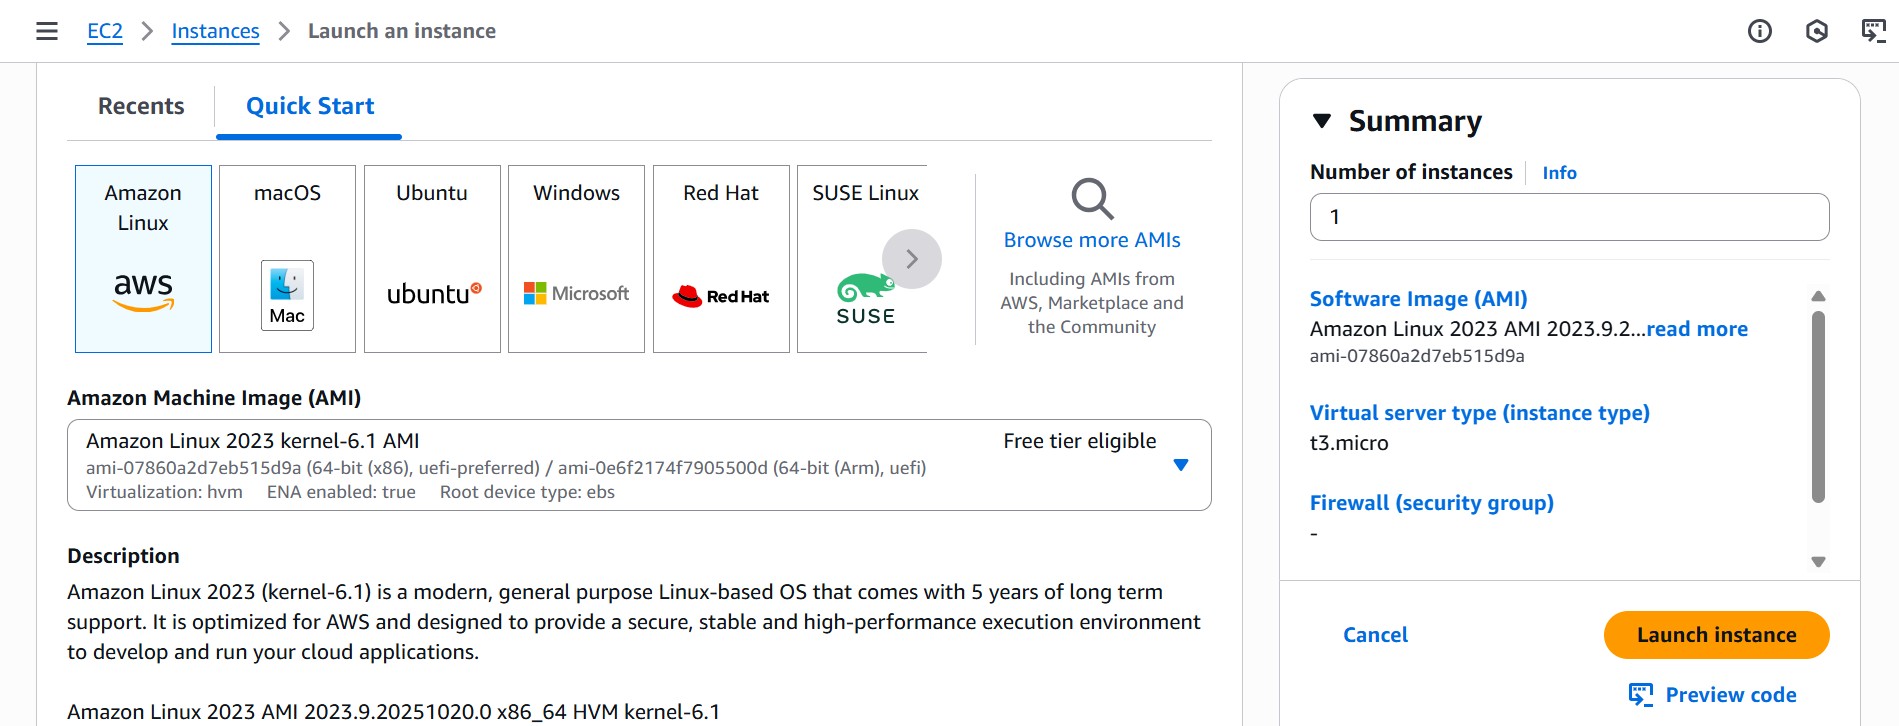 EC2 > Instances > Launch an instance
Recents
Quick Start
Amazon
Linux
aws
macOS
Mac
Ubuntu
ubuntu
Windows
Microsoft
Red Hat
Red Hat
SUSE Linux
SUSE
Browse more AMIs
Including AMIs from
AWS, Marketplace and
the Community
Amazon Machine Image (AMI)
Amazon Linux 2023 kernel-6.1 AMI
Free tier eligible
ami-07860a2d7eb515d9a (64-bit (x86), uefi-preferred) / ami-0e6f2174f7905500d (64-bit (Arm), uefi)
Virtualization: hvm ENA enabled: true Root device type: ebs
Description
Amazon Linux 2023 (kernel-6.1) is a modern, general purpose Linux-based OS that comes with 5 years of long term
support. It is optimized for AWS and designed to provide a secure, stable and high-performance execution environment
to develop and run your cloud applications.
Amazon Linux 2023 AMI 2023.9.20251020.0 x86_64 HVM kernel-6.1
Summary
Number of instances
Info
1
Software Image (AMI)
Amazon Linux 2023 AMI 2023.9.2...read more
ami-07860a2d7eb515d9a
Virtual server type (instance type)
t3.micro
Firewall (security group)
-
Cancel
Launch instance
Preview code